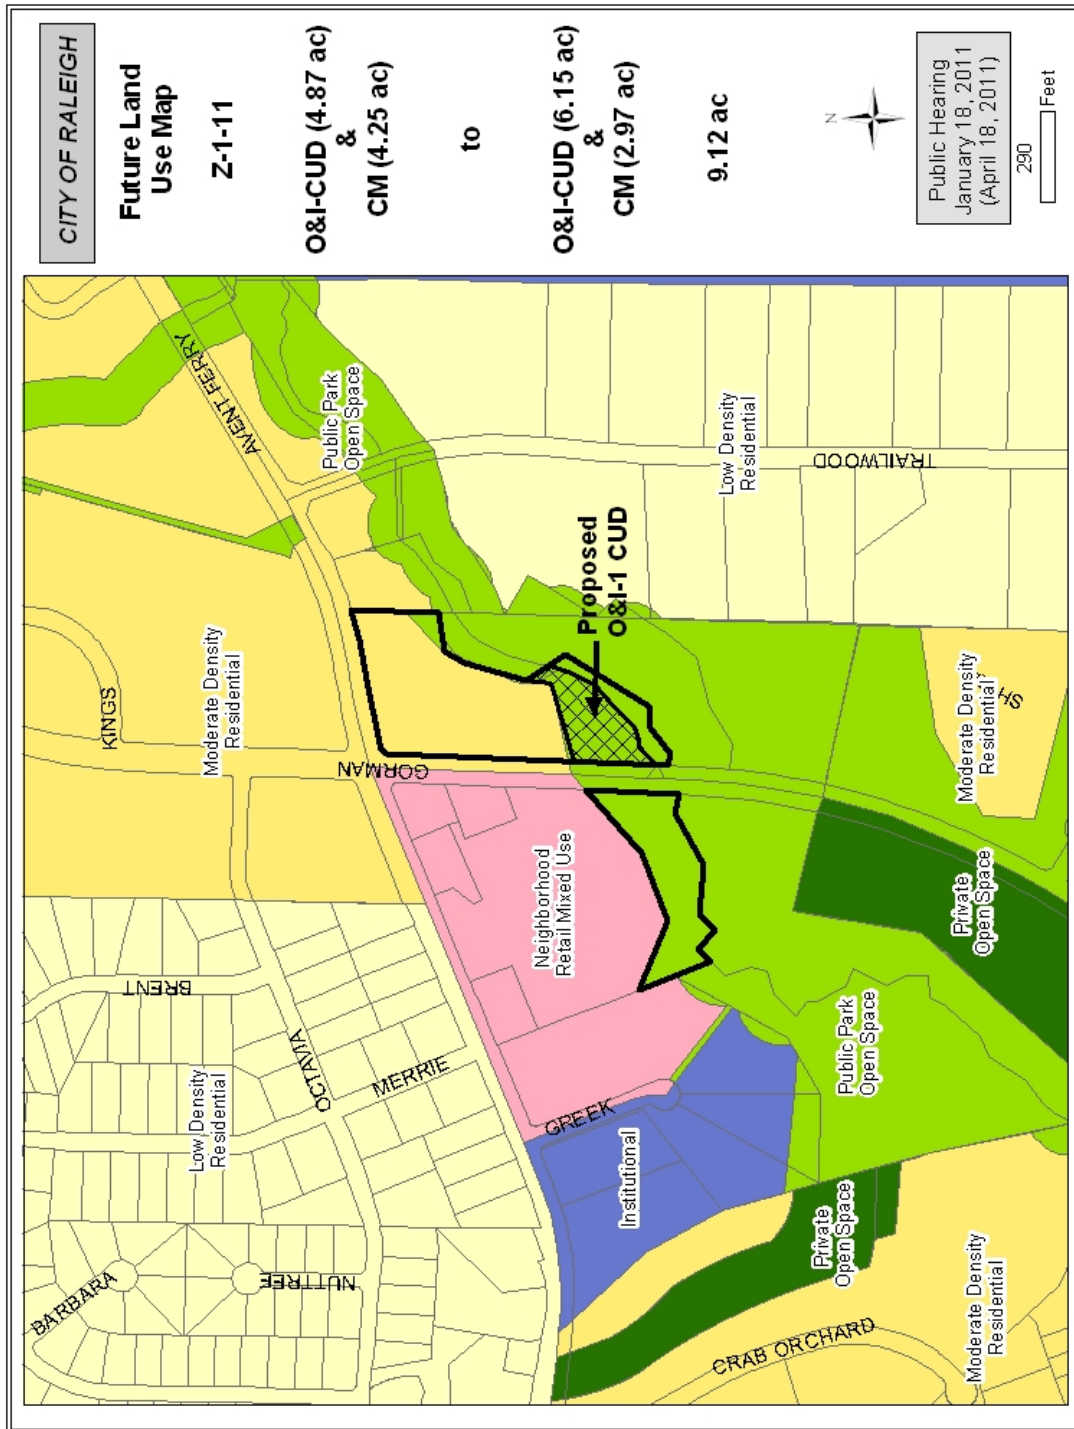 CITY OF RALEIGH
Future Land
Use Map
Z-1-11
O&I-CUD (4.87 ac)
&
CM (4.25 ac)
to
O&I-CUD (6.15 ac)
&
CM (2.97 ac)
9.12 ac
N
Public Hearing
January 18, 2011
(April 18, 2011)
290
Feet
BARBARA
NUTTREE
Low Density
Residential
BRENT
OCTAVIA
MERRIE
KINGS
Moderate Density
Residential
GORMAN
AVENT FERRY
Public Park
Open Space
Neighborhood
Retail Mixed Use
GREEK
Institutional
Proposed
O&I-1 CUD
Low Density
Residential
TRAILWOOD
CRAB ORCHARD
Private
Open Space
Moderate Density
Residential
Public Park
Open Space
Private
Open Space
Moderate Density
Residential
SH